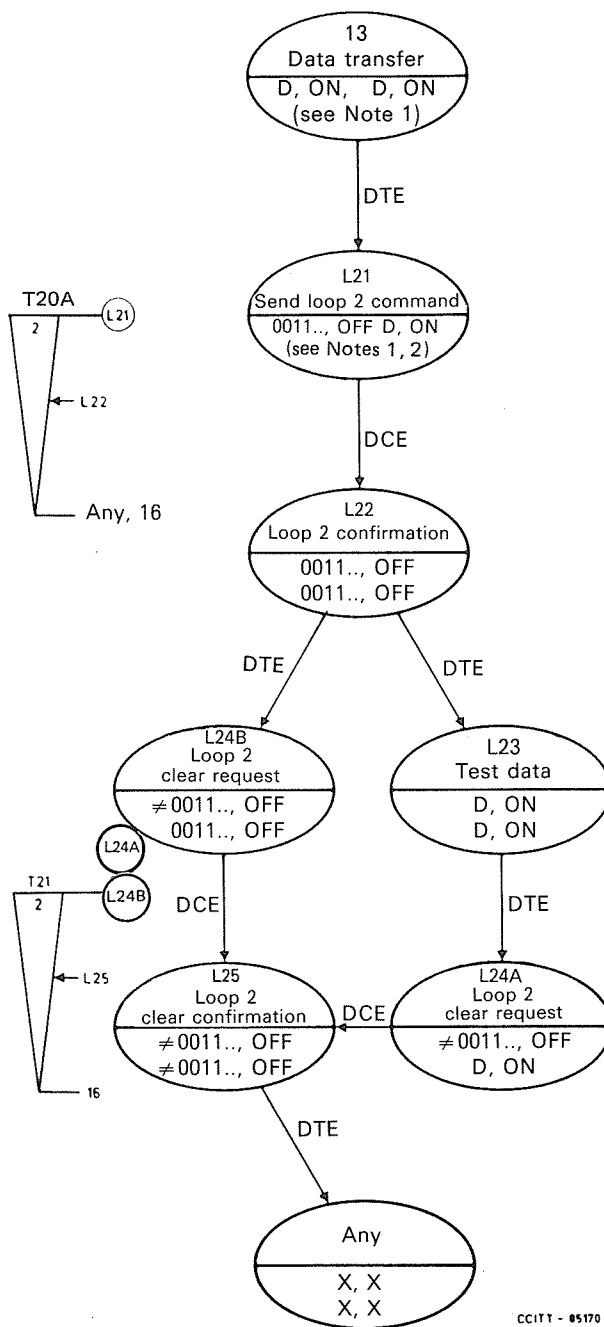 13
Data transfer
D, ON, D, ON
(see Note 1)
DTE
L21
Send loop 2 command
0011.., OFF D, ON
(see Notes 1, 2)
T20A
L21
2
L22
Any, 16
DCE
L22
Loop 2 confirmation
0011.., OFF
0011.., OFF
DTE
DTE
L24B
Loop 2
clear request
≠0011.., OFF
0011.., OFF
L23
Test data
D, ON
D, ON
L24A
T21
L24B
2
L25
16
DCE
DTE
L25
Loop 2
clear confirmation
≠0011.., OFF
≠0011.., OFF
DCE
L24A
Loop 2
clear request
≠0011.., OFF
D, ON
DTE
Any
X, X
X, X
CCITT - 85170